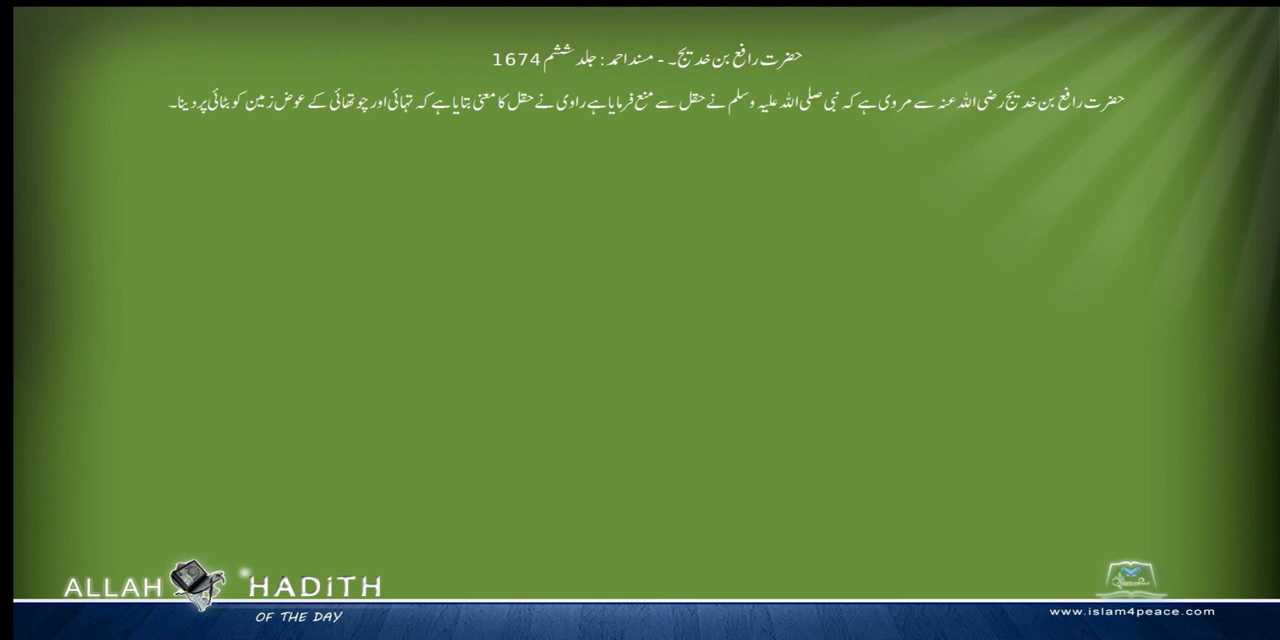 حضرت رافع بن خدیج۔ - مسند احمد: جلد ششم 1674
حضرت رافع بن خدیج رضی اللہ عنہ سے مروی ہے کہ نبی صلی اللہ علیہ وسلم نے حقل سے منع فرمایا ہے راوی نے حقل کا معنی بتایا ہے کہ تہائی اور چوتھائی کے عوض زمین کو بٹائی پر دینا۔
ALLAH HADITH
OF THE DAY
www.islam4peace.com